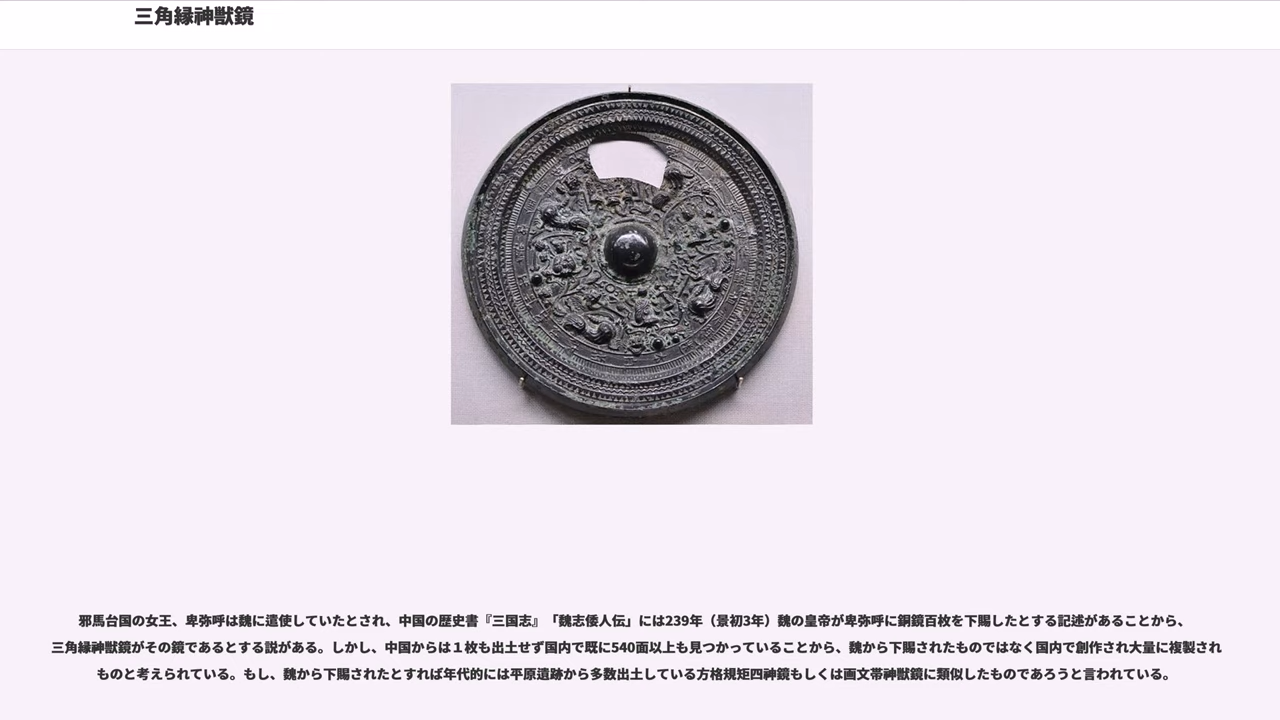 三角縁神獣鏡
邪馬台国の女王、卑弥呼は魏に遣使していたとされ、中国の歴史書『三国志』「魏志倭人伝」には239年（景初3年）魏の皇帝が卑弥呼に銅鏡百枚を下賜したとする記述があることから、
三角縁神獣鏡がその鏡であるとする説がある。しかし、中国からは１枚も出土せず国内で既に540面以上も見つかっていることから、魏から下賜されたものではなく国内で創作され大量に複製され
ものと考えられている。もし、魏から下賜されたとすれば年代的には平原遺跡から多数出土している方格規矩四神鏡もしくは画文帯神獣鏡に類似したものであろうと言われている。